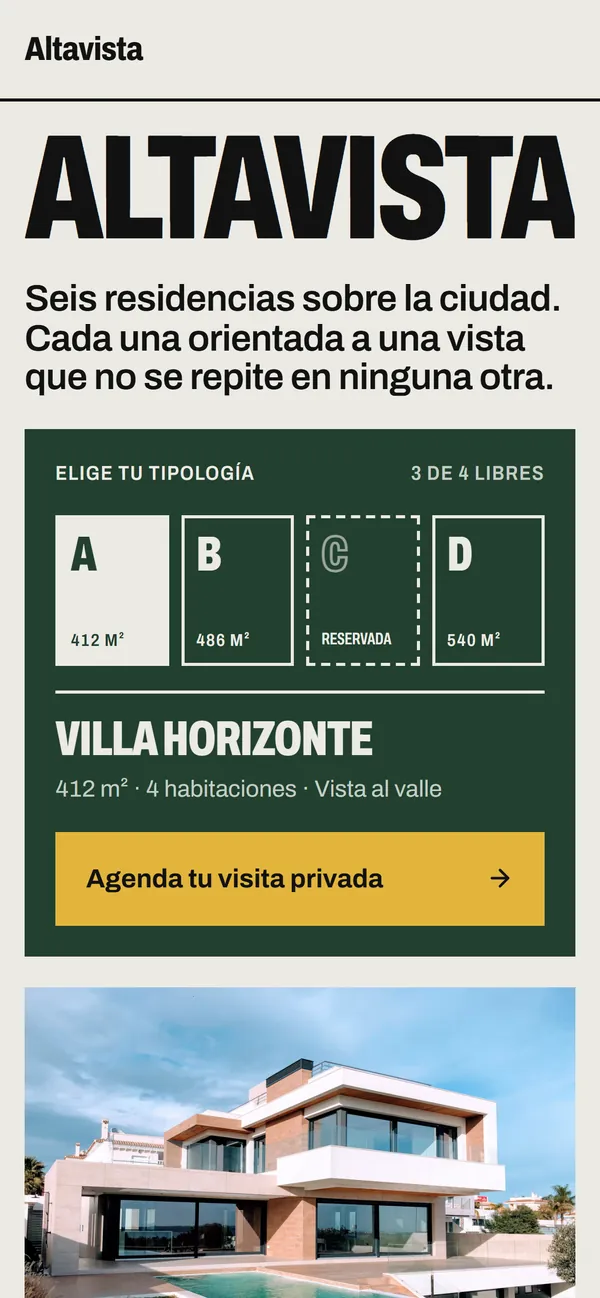 Altavista
ALTAVISTA
Seis residencias sobre la ciudad.
Cada una orientada a una vista
que no se repite en ninguna otra.
ELIGE TU TIPOLOGÍA
3 DE 4 LIBRES
A
412 M²
B
486 M²
C
RESERVADA
D
540 M²
VILLA HORIZONTE
412 m² · 4 habitaciones · Vista al valle
Agenda tu visita privada →